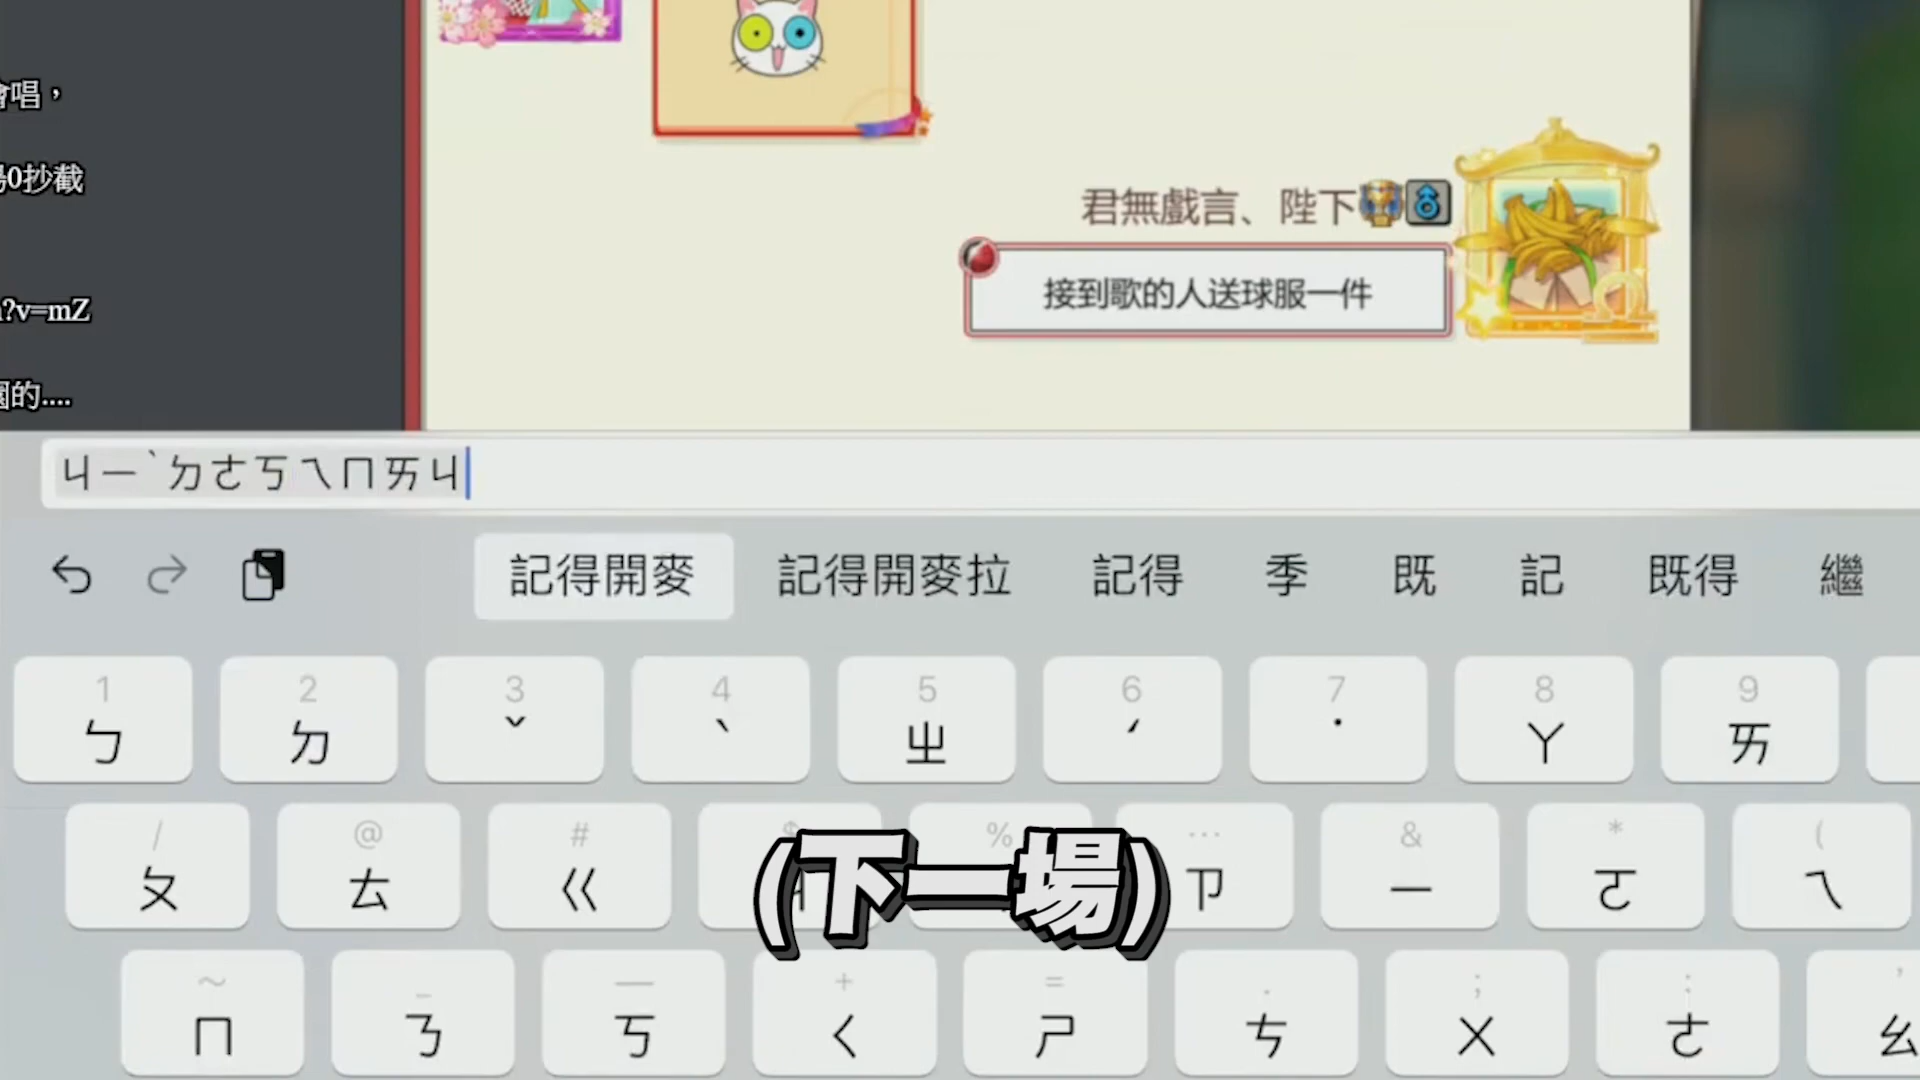 會唱，
0抄截
君無戲言、陛下
接到歌的人送球服一件
?v=mZ
園的....
ㄐㄧˋㄉㄜㄎㄟㄇㄞㄐ
記得開麥 記得開麥拉 記得 季 既 記 既得 繼
1 2 3 4 5 6 7 8 9
ㄅ ㄉ ˇ ˋ ㄓ ˊ ˙ ㄚ ㄞ
/ @ # $ % … & * (
ㄆ ㄊ ㄍ ㄗ ㄧ ㄛ ㄟ
(下一場)
~ _ — + = . ; : ,
ㄇ ㄋ ㄎ ㄑ ㄕ ㄘ ㄨ ㄜ ㄠ